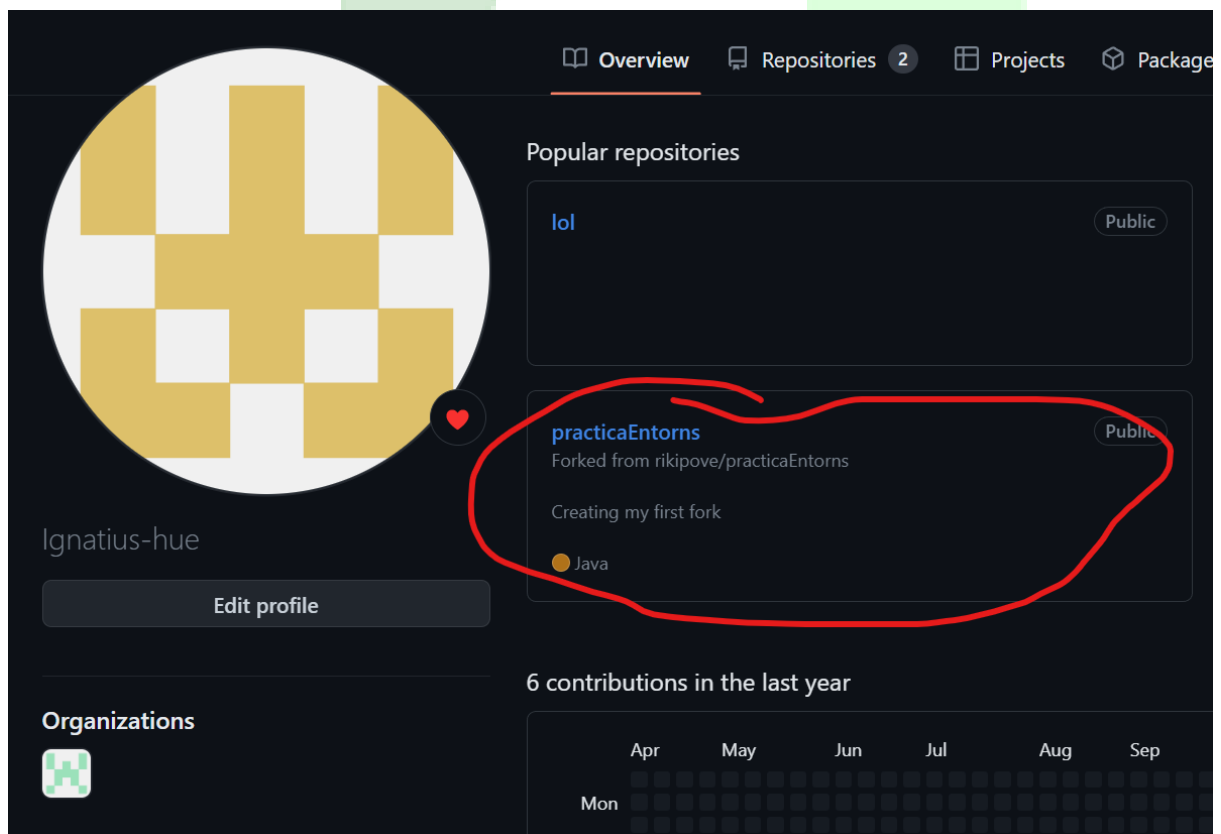 Overview Repositories 2 Projects Package
Popular repositories
lol Public
practicaEntorns Public
Forked from rikipove/practicaEntorns
Creating my first fork
Java
Ignatius-hue
Edit profile
Organizations
6 contributions in the last year
Apr May Jun Jul Aug Sep
Mon